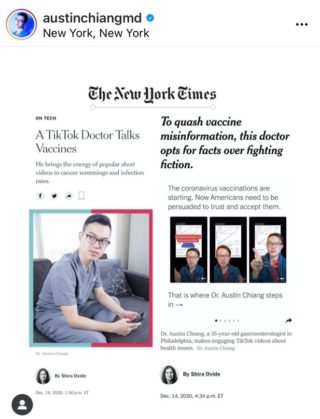 austinchiangmd
New York, New York
The New York Times
ON TECH
A TikTok Doctor Talks
Vaccines
He brings the energy of popular short
videos to cancer screenings and infection
rates.
Dr. Austin Chiang
By Shira Ovide
Dec. 14, 2020, 1:56 p.m. ET
To quash vaccine
misinformation, this doctor
opts for facts over fighting
fiction.
The coronavirus vaccinations are
starting. Now Americans need to be
persuaded to trust and accept them.
That is where Dr. Austin Chiang steps
in →
Dr. Austin Chiang, a 35-year-old gastroenterologist in
Philadelphia, makes engaging TikTok videos about
health issues. Dr. Austin Chiang
By Shira Ovide
Dec. 14, 2020, 4:34 p.m. ET